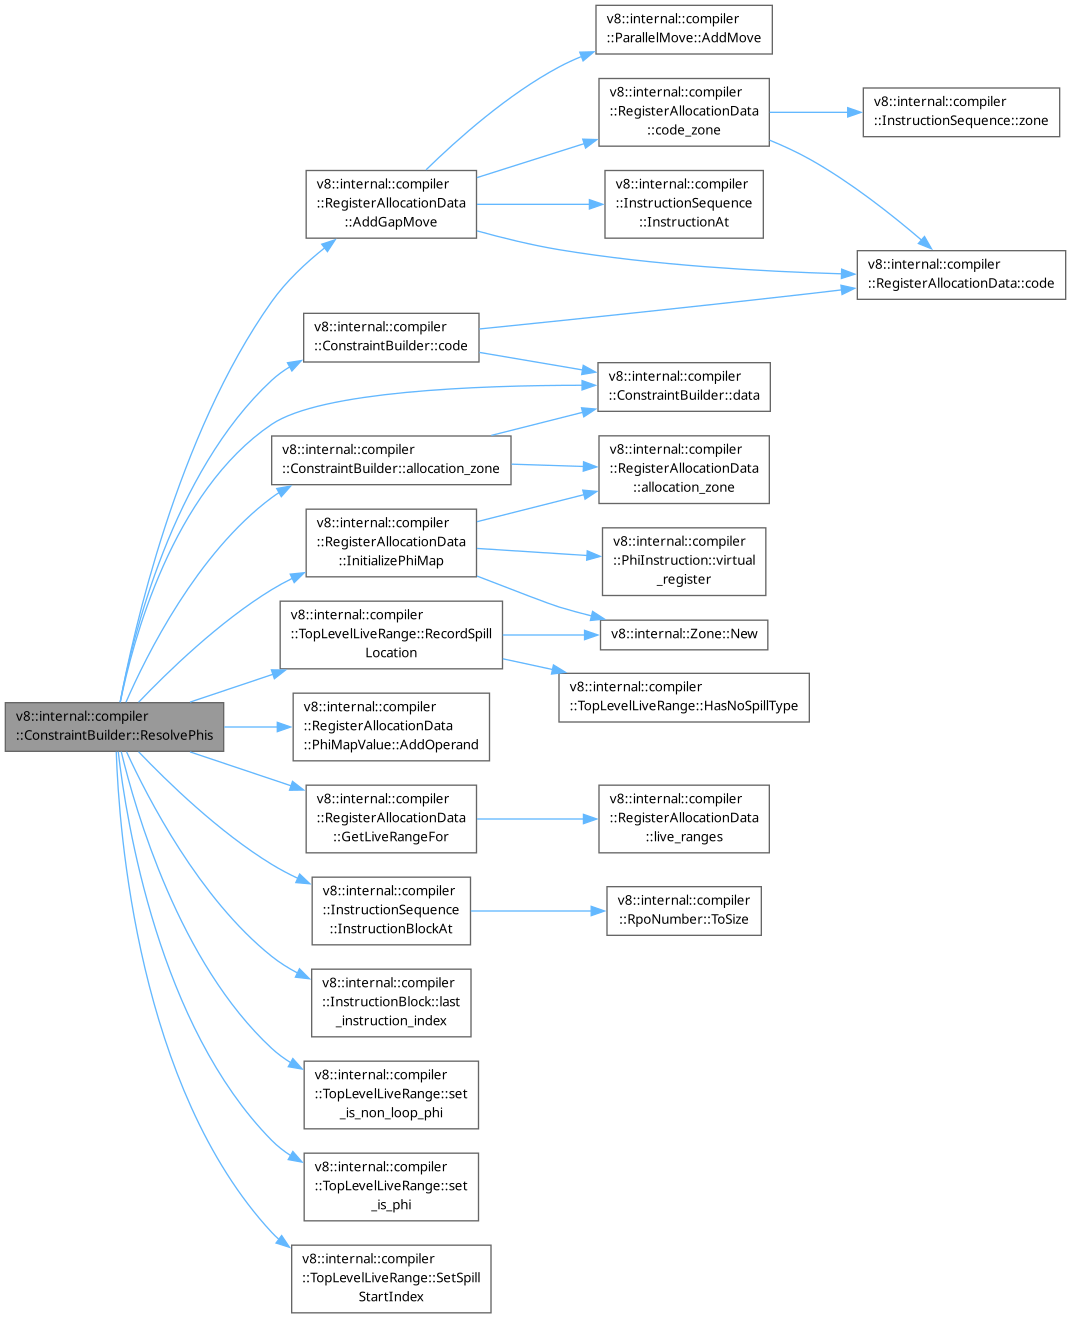 v8::internal::compiler
::ParallelMove::AddMove
v8::internal::compiler
::RegisterAllocationData
::code_zone
v8::internal::compiler
::InstructionSequence::zone
v8::internal::compiler
::RegisterAllocationData
::AddGapMove
v8::internal::compiler
::InstructionSequence
::InstructionAt
v8::internal::compiler
::RegisterAllocationData::code
v8::internal::compiler
::ConstraintBuilder::code
v8::internal::compiler
::ConstraintBuilder::data
v8::internal::compiler
::ConstraintBuilder::allocation_zone
v8::internal::compiler
::RegisterAllocationData
::allocation_zone
v8::internal::compiler
::RegisterAllocationData
::InitializePhiMap
v8::internal::compiler
::PhiInstruction::virtual
_register
v8::internal::compiler
::TopLevelLiveRange::RecordSpill
Location
v8::internal::Zone::New
v8::internal::compiler
::TopLevelLiveRange::HasNoSpillType
v8::internal::compiler
::ConstraintBuilder::ResolvePhis
v8::internal::compiler
::RegisterAllocationData
::PhiMapValue::AddOperand
v8::internal::compiler
::RegisterAllocationData
::GetLiveRangeFor
v8::internal::compiler
::RegisterAllocationData
::live_ranges
v8::internal::compiler
::InstructionSequence
::InstructionBlockAt
v8::internal::compiler
::RpoNumber::ToSize
v8::internal::compiler
::InstructionBlock::last
_instruction_index
v8::internal::compiler
::TopLevelLiveRange::set
_is_non_loop_phi
v8::internal::compiler
::TopLevelLiveRange::set
_is_phi
v8::internal::compiler
::TopLevelLiveRange::SetSpill
StartIndex